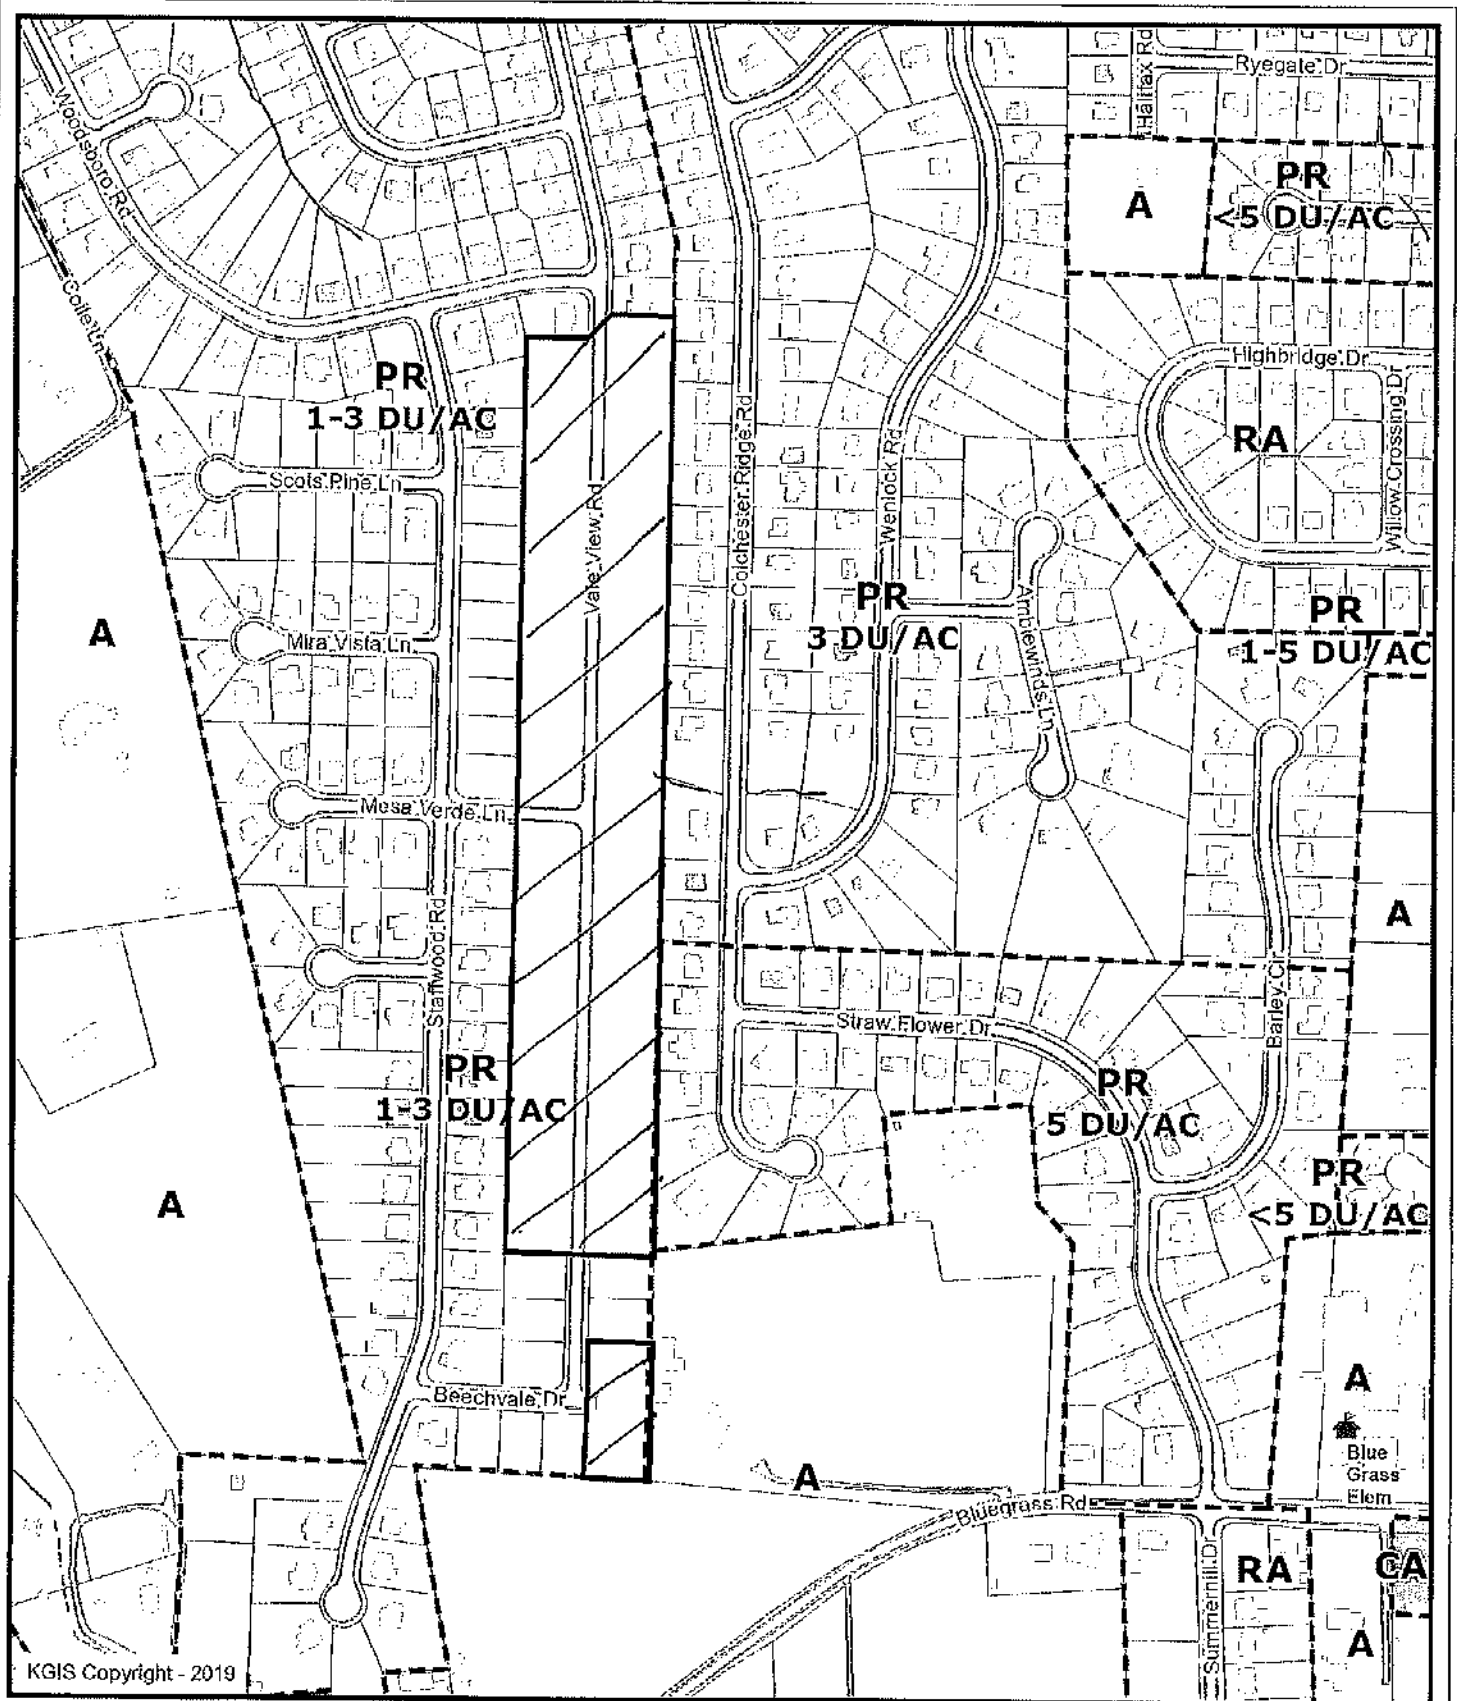 Halifax Rd
Ryegate Dr
Woodsboro Rd
PR
<5 DU/AC
A
Colle Ln
Highbridge Dr
PR
1-3 DU/AC
Willow Crossing Dr
RA
Scots Pine Ln
Vale View Rd
Colchester Ridge Rd
Wenlock Rd
PR
3 DU/AC
Amblewinds Ln
PR
1-5 DU/AC
A
Mira Vista Ln
Mesa Verde Ln
Staffwood Rd
A
Straw Flower Dr
Barley Cir
PR
1-3 DU/AC
PR
5 DU/AC
PR
<5 DU/AC
A
A
Blue
Grass
Elem
Beechvale Dr
A
Bluegrass Rd
Summerhill Dr
RA
CA
A
KGIS Copyright - 2019